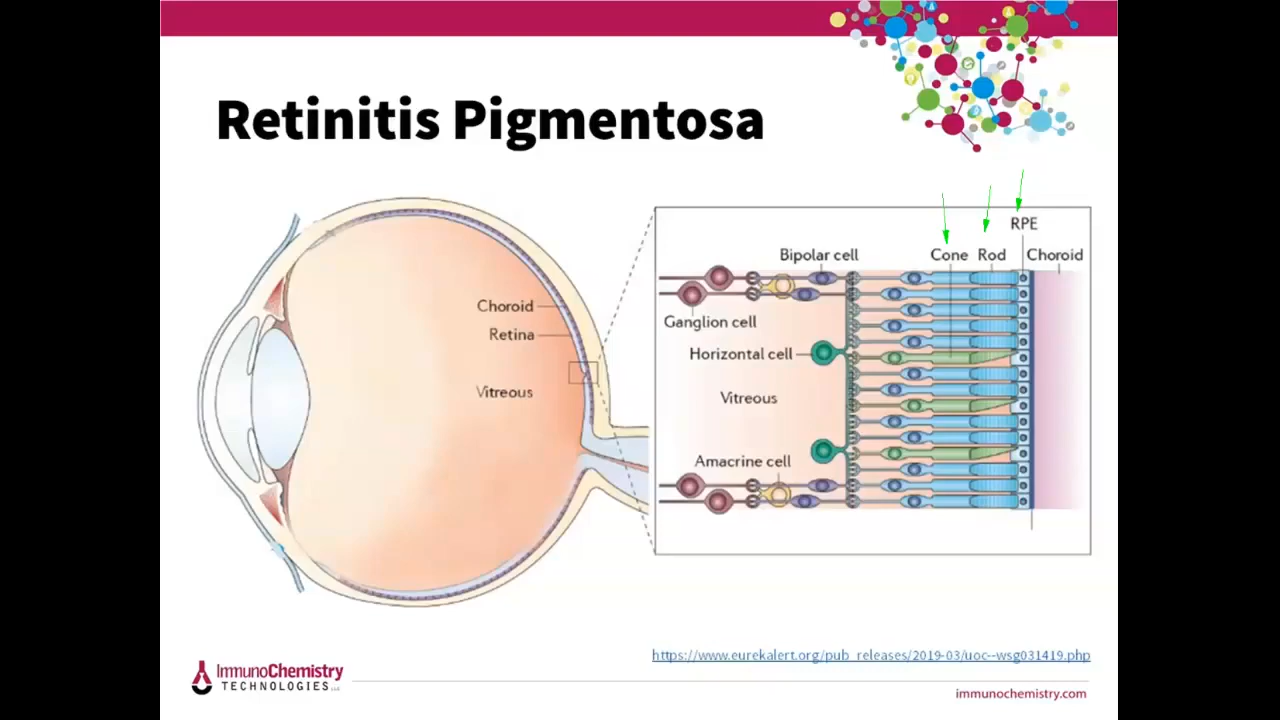 Retinitis Pigmentosa
Choroid
Retina
Vitreous
RPE
Bipolar cell
Cone
Rod
Choroid
Ganglion cell
Horizontal cell
Vitreous
Amacrine cell
https://www.eurekalert.org/pub_releases/2019-03/uoc--wsg031419.php
ImmunoChemistry
TECHNOLOGIES LLC
immunochemistry.com